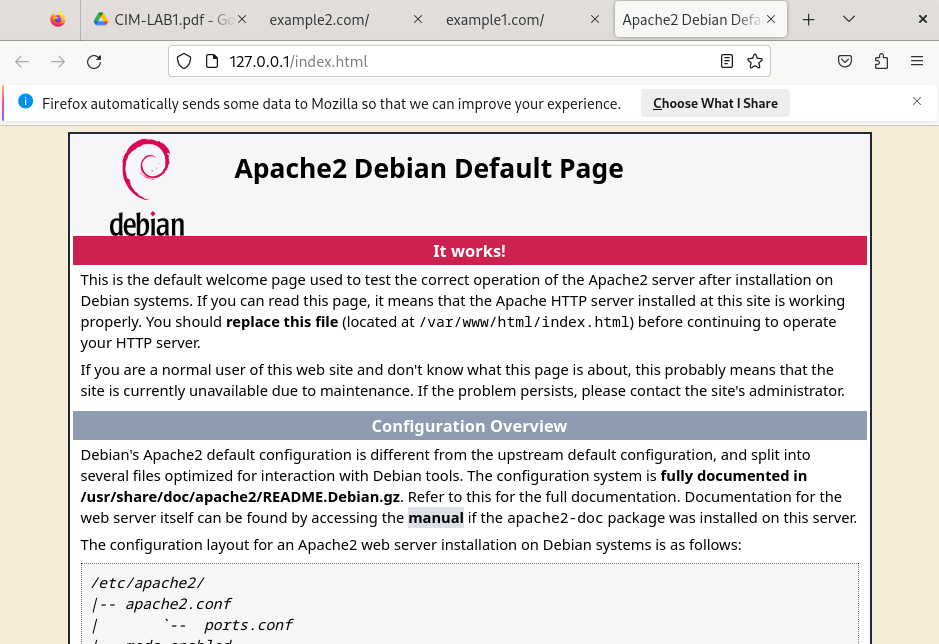 CIM-LAB1.pdf - Go
example2.com/
example1.com/
Apache2 Debian Defa
127.0.0.1/index.html
Firefox automatically sends some data to Mozilla so that we can improve your experience.
Choose What I Share
debian
Apache2 Debian Default Page
It works!
This is the default welcome page used to test the correct operation of the Apache2 server after installation on
Debian systems. If you can read this page, it means that the Apache HTTP server installed at this site is working
properly. You should replace this file (located at /var/www/html/index.html) before continuing to operate
your HTTP server.
If you are a normal user of this web site and don't know what this page is about, this probably means that the
site is currently unavailable due to maintenance. If the problem persists, please contact the site's administrator.
Configuration Overview
Debian's Apache2 default configuration is different from the upstream default configuration, and split into
several files optimized for interaction with Debian tools. The configuration system is fully documented in
/usr/share/doc/apache2/README.Debian.gz. Refer to this for the full documentation. Documentation for the
web server itself can be found by accessing the manual if the apache2-doc package was installed on this server.
The configuration layout for an Apache2 web server installation on Debian systems is as follows:
/etc/apache2/
|-- apache2.conf
|       `--  ports.conf
|-- mods-enabled